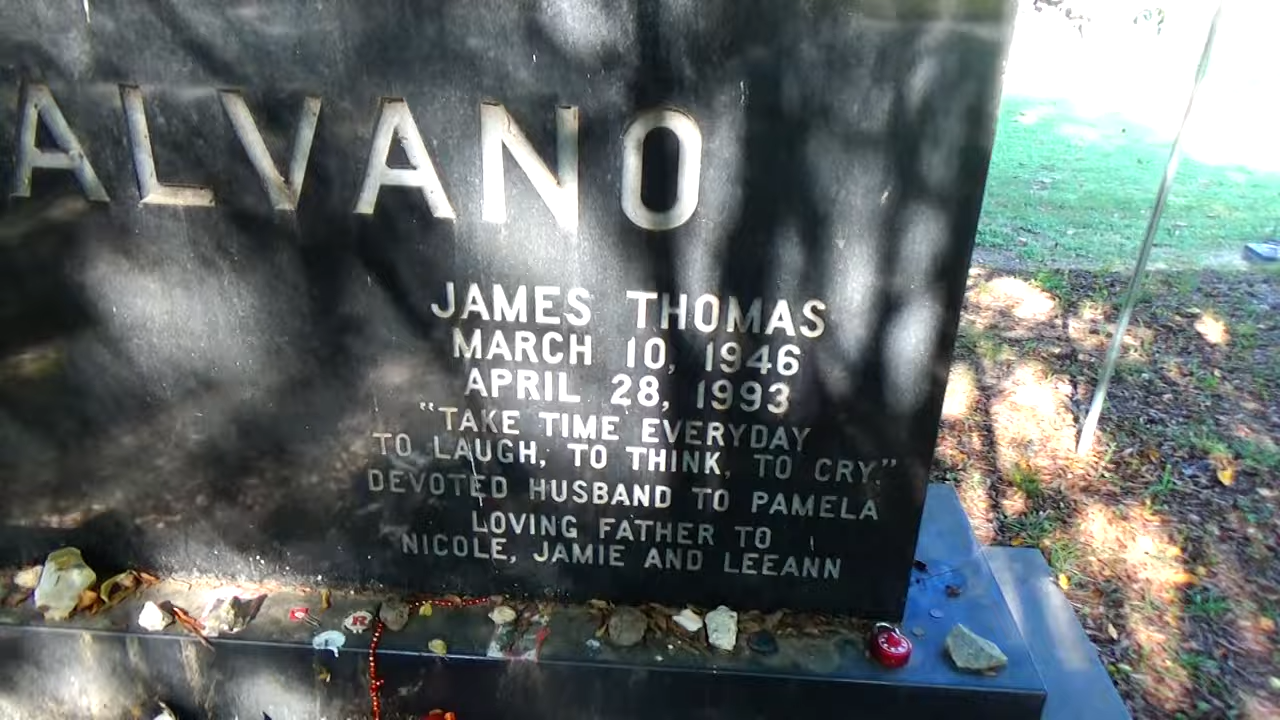 ALVANO
JAMES THOMAS
MARCH 10, 1946
APRIL 28, 1993
"TAKE TIME EVERYDAY
TO LAUGH, TO THINK, TO CRY."
DEVOTED HUSBAND TO PAMELA
LOVING FATHER TO
NICOLE, JAMIE AND LEEANN
R